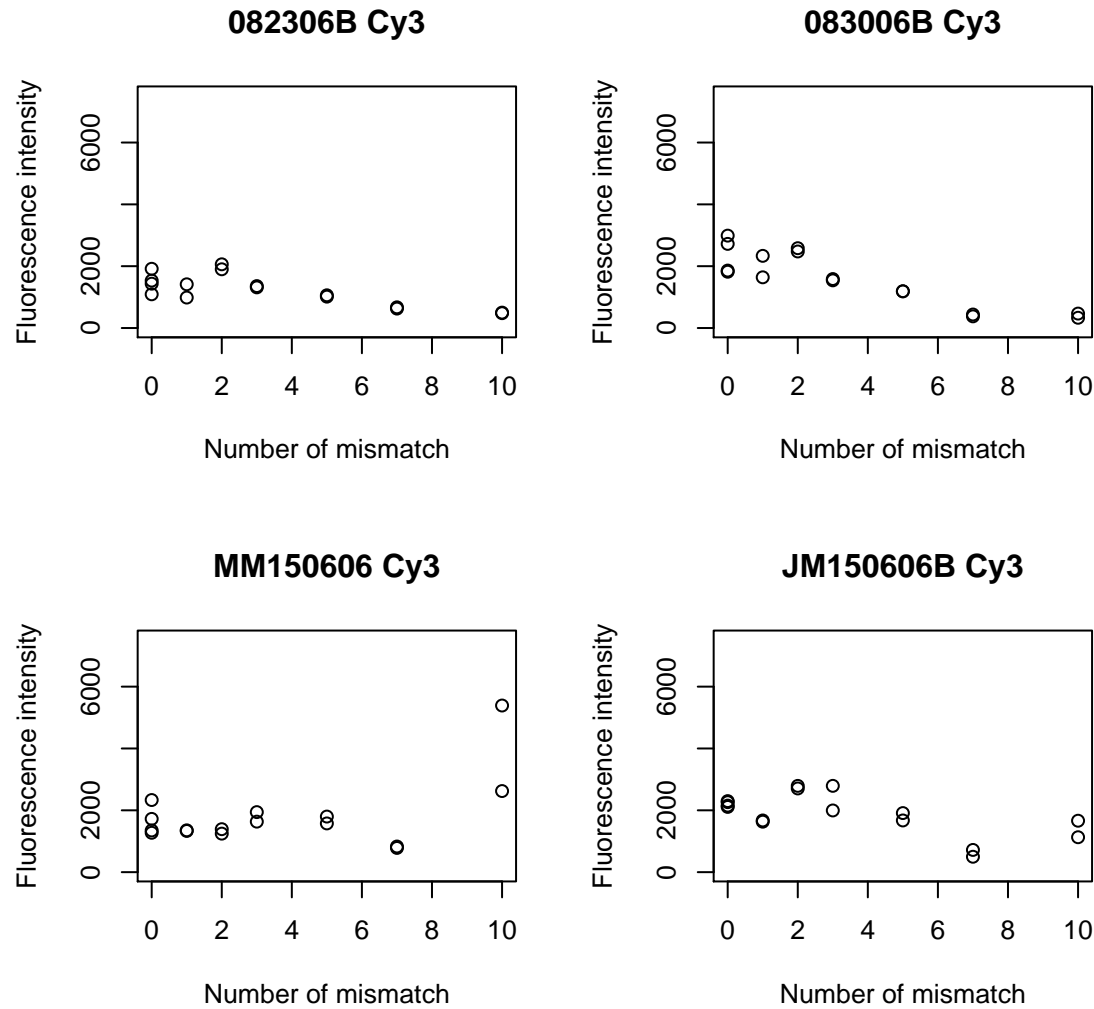 082306B Cy3
Fluorescence intensity
0 2000 6000
0 2 4 6 8 10
Number of mismatch
083006B Cy3
Fluorescence intensity
0 2000 6000
0 2 4 6 8 10
Number of mismatch
MM150606 Cy3
Fluorescence intensity
0 2000 6000
0 2 4 6 8 10
Number of mismatch
JM150606B Cy3
Fluorescence intensity
0 2000 6000
0 2 4 6 8 10
Number of mismatch